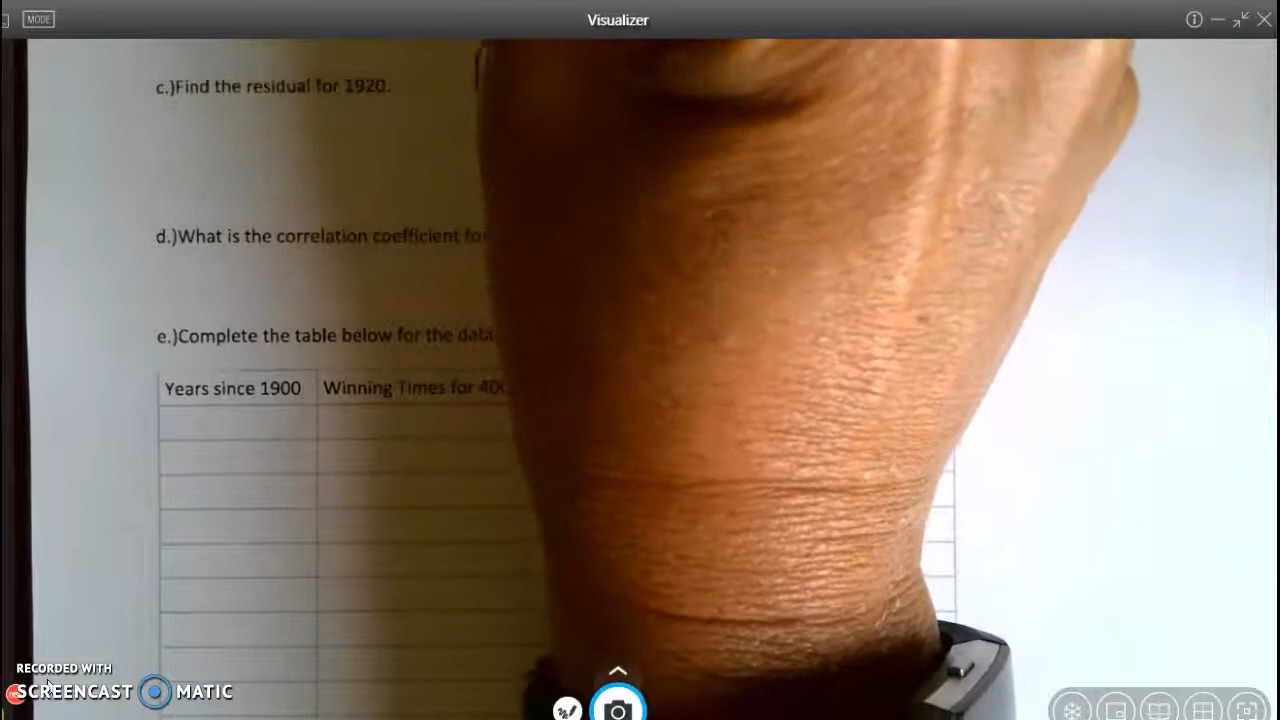 MODE
Visualizer
c.)Find the residual for 1920.
d.)What is the correlation coefficient
e.)Complete the table below for the data
Years since 1900
Winning Times for
RECORDED WITH
SCREENCAST MATIC